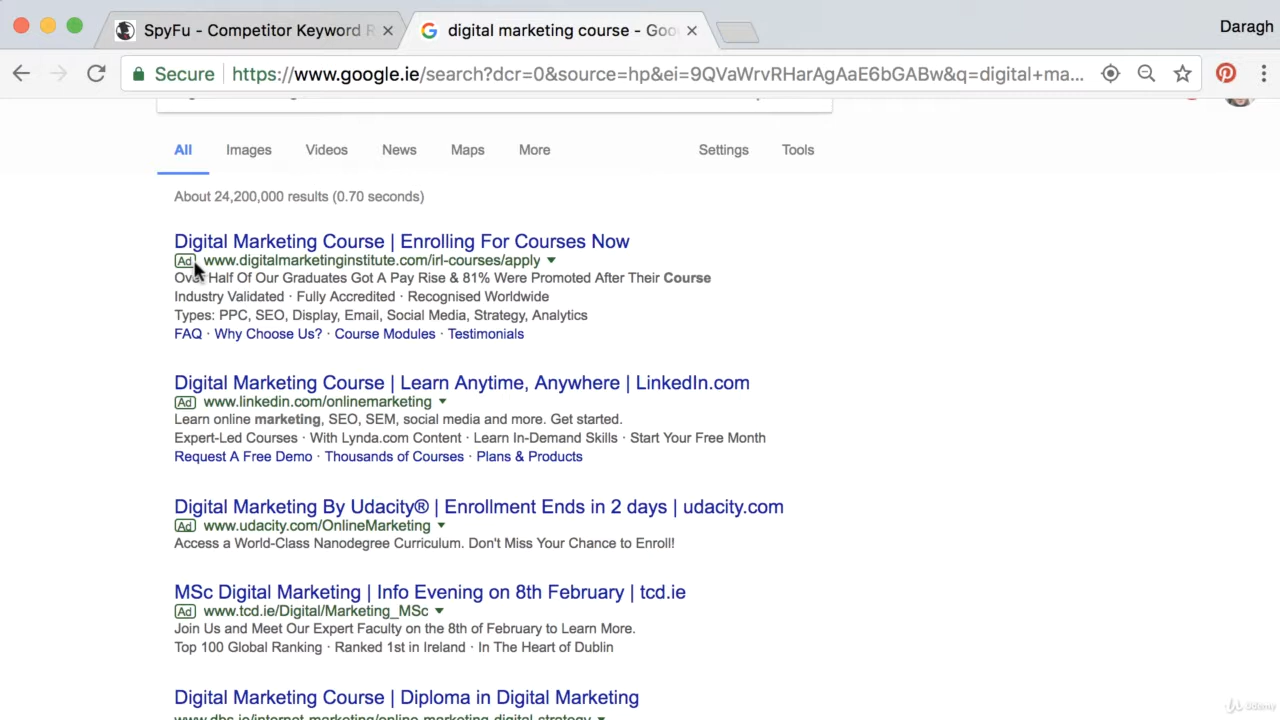 SpyFu - Competitor Keyword R
digital marketing course - Goo
Daragh
Secure
https://www.google.ie/search?dcr=0&source=hp&ei=9QVaWrvRHarAgAaE6bGABw&q=digital+ma...
All
Images
Videos
News
Maps
More
Settings
Tools
About 24,200,000 results (0.70 seconds)
Digital Marketing Course | Enrolling For Courses Now
Ad www.digitalmarketinginstitute.com/irl-courses/apply
Over Half Of Our Graduates Got A Pay Rise & 81% Were Promoted After Their Course
Industry Validated · Fully Accredited · Recognised Worldwide
Types: PPC, SEO, Display, Email, Social Media, Strategy, Analytics
FAQ · Why Choose Us? · Course Modules · Testimonials
Digital Marketing Course | Learn Anytime, Anywhere | LinkedIn.com
Ad www.linkedin.com/onlinemarketing
Learn online marketing, SEO, SEM, social media and more. Get started.
Expert-Led Courses · With Lynda.com Content · Learn In-Demand Skills · Start Your Free Month
Request A Free Demo · Thousands of Courses · Plans & Products
Digital Marketing By Udacity® | Enrollment Ends in 2 days | udacity.com
Ad www.udacity.com/OnlineMarketing
Access a World-Class Nanodegree Curriculum. Don't Miss Your Chance to Enroll!
MSc Digital Marketing | Info Evening on 8th February | tcd.ie
Ad www.tcd.ie/Digital/Marketing_MSc
Join Us and Meet Our Expert Faculty on the 8th of February to Learn More.
Top 100 Global Ranking · Ranked 1st in Ireland · In The Heart of Dublin
Digital Marketing Course | Diploma in Digital Marketing
www.dbs.ie/internet-marketing/online-marketing-digital-strategy
Udemy